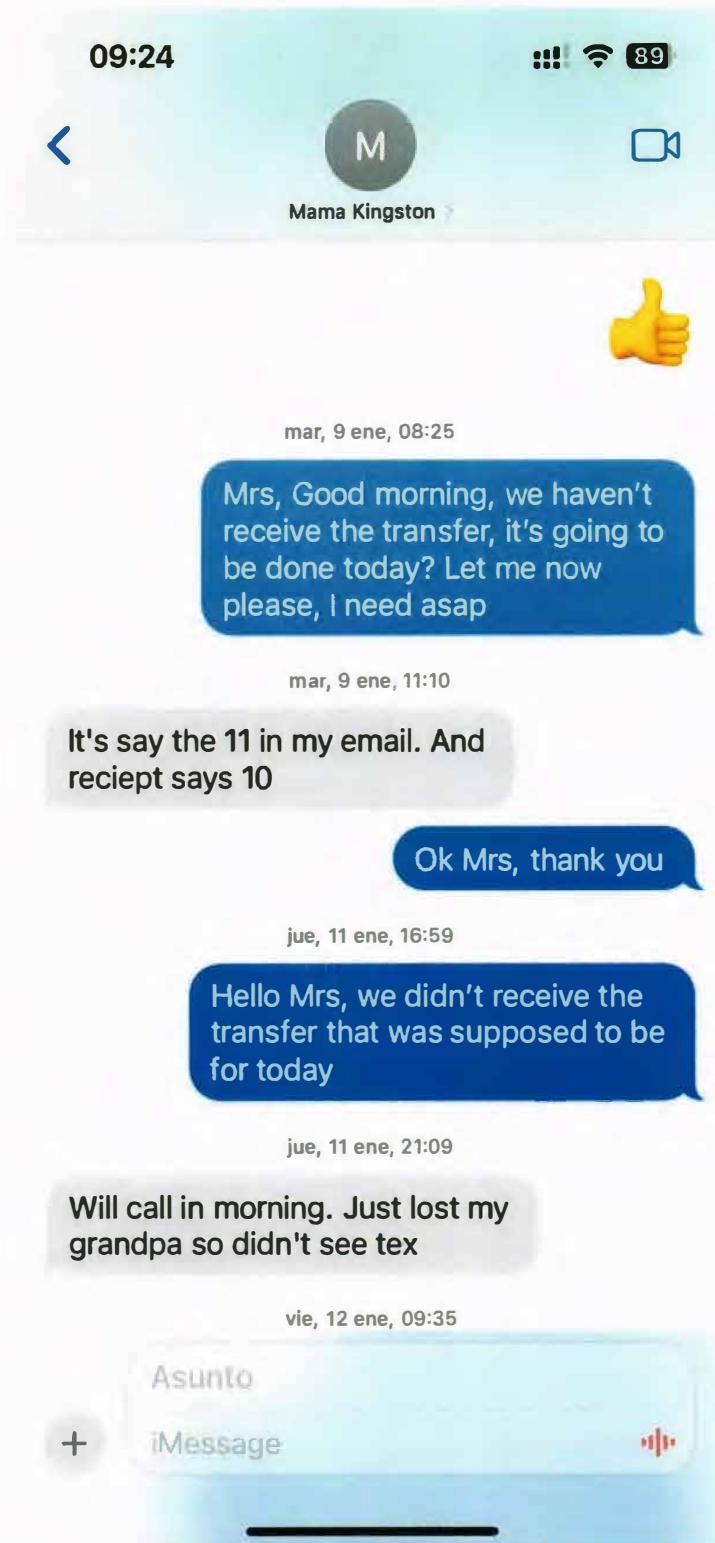 09:24
89
M
Mama Kingston
mar, 9 ene, 08:25
Mrs, Good morning, we haven't
receive the transfer, it's going to
be done today? Let me now
please, I need asap
mar, 9 ene, 11:10
It's say the 11 in my email. And
reciept says 10
Ok Mrs, thank you
jue, 11 ene, 16:59
Hello Mrs, we didn't receive the
transfer that was supposed to be
for today
jue, 11 ene, 21:09
Will call in morning. Just lost my
grandpa so didn't see tex
vie, 12 ene, 09:35
Asunto
iMessage